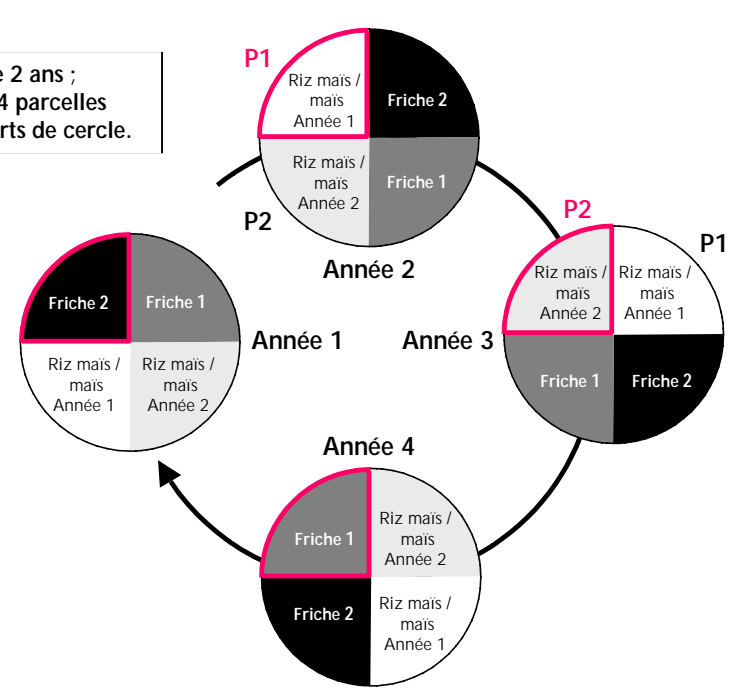 e 2 ans ;
4 parcelles
rts de cercle.
P1
Riz maïs /
maïs
Année 1
Friche 2
Riz maïs /
maïs
Année 2
Friche 1
P2
Année 2
P2
P1
Riz maïs /
maïs
Année 2
Riz maïs /
maïs
Année 1
Friche 1
Friche 2
Année 3
Friche 2
Friche 1
Riz maïs /
maïs
Année 1
Riz maïs /
maïs
Année 2
Année 1
Année 4
Friche 1
Riz maïs /
maïs
Année 2
Friche 2
Riz maïs /
maïs
Année 1